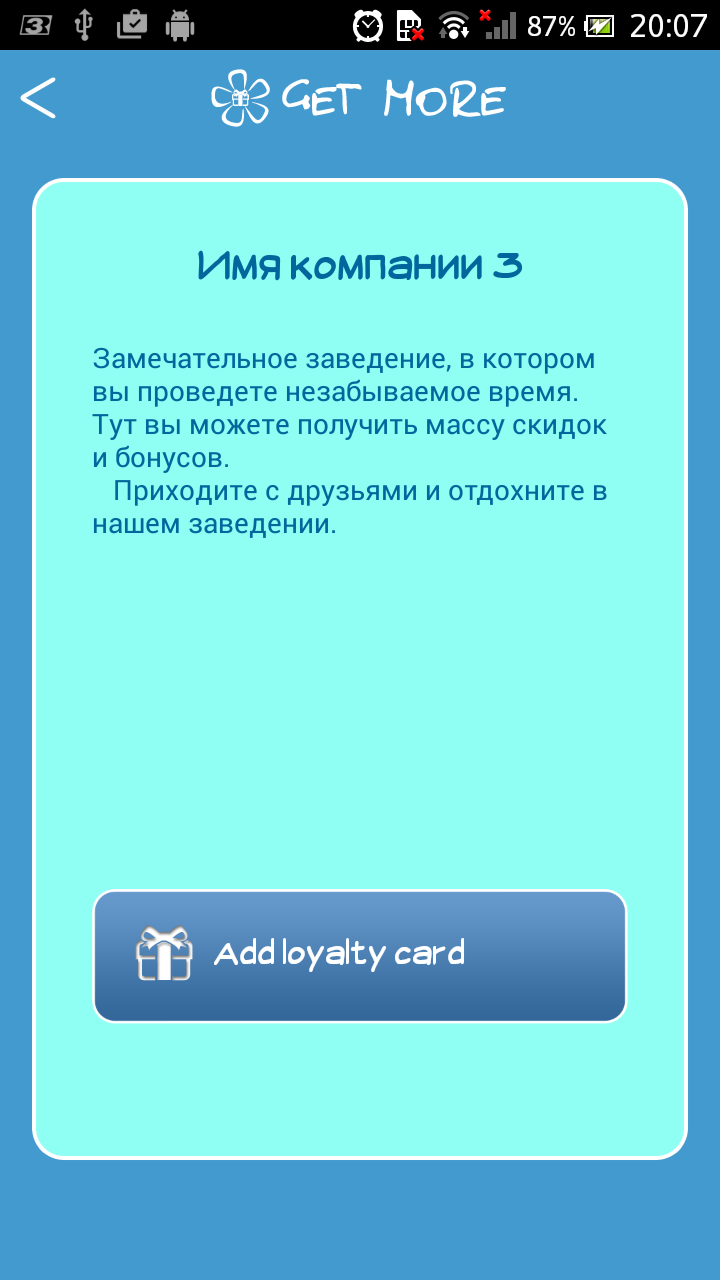 3 87% 20:07
GET MORE
Имя компании 3
Замечательное заведение, в котором
вы проведете незабываемое время.
Тут вы можете получить массу скидок
и бонусов.
Приходите с друзьями и отдохните в
нашем заведении.
Add loyalty card